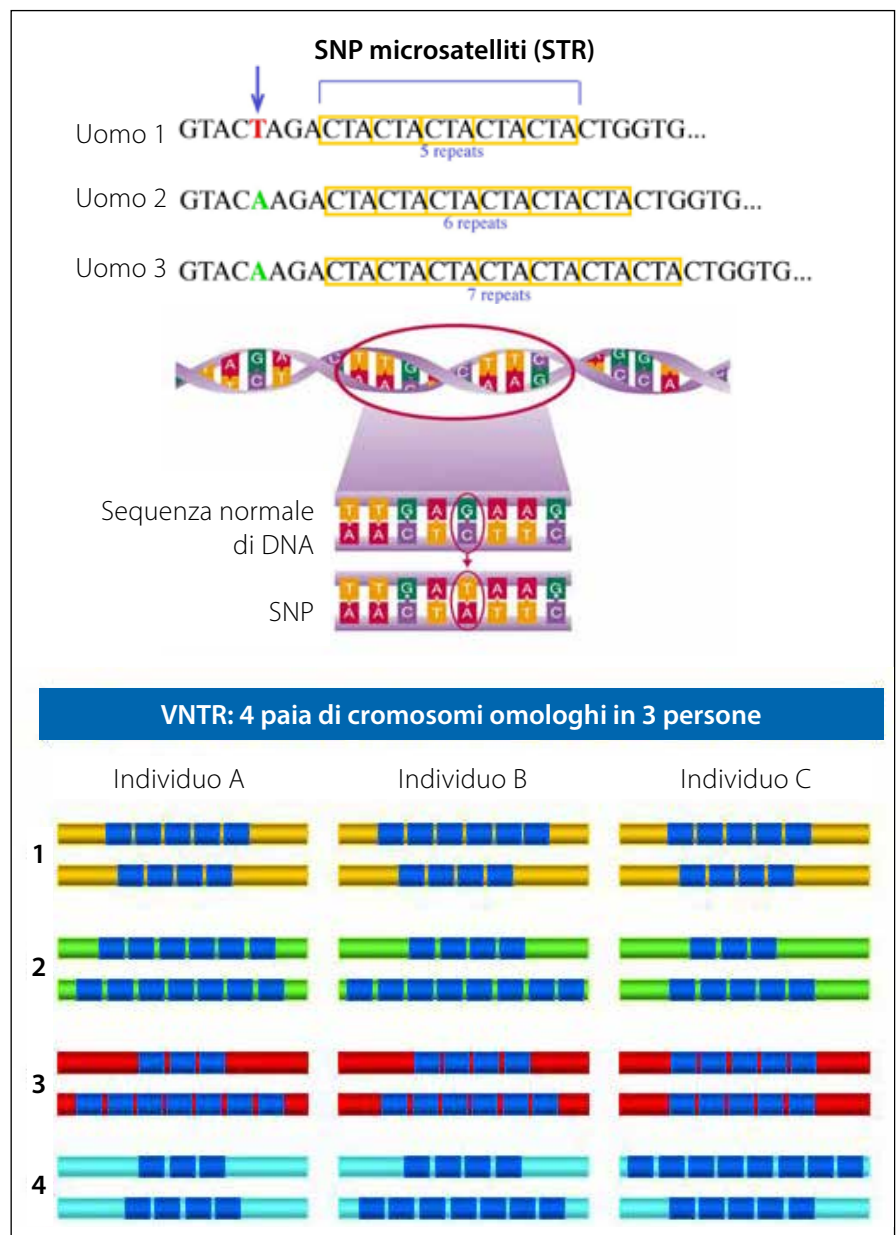 SNP microsatelliti (STR)
Uomo 1 GTACTAGACTACTACTACTACTACTGGTG...
5 repeats
Uomo 2 GTACAAGACTACTACTACTACTACTACTGGTG...
6 repeats
Uomo 3 GTACAAGACTACTACTACTACTACTACTACTGGTG...
7 repeats
Sequenza normale
di DNA
T T G A G A A G
A A C T C T T C
SNP
T T G A T A A G
A A C T A T T C
VNTR: 4 paia di cromosomi omologhi in 3 persone
Individuo A Individuo B Individuo C
1
2
3
4